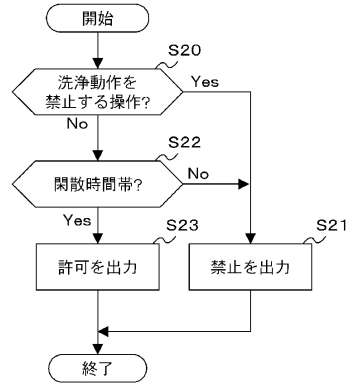 開始
S20
洗浄動作を
禁止する操作?
Yes
No
S22
閑散時間帯?
No
Yes
S23
S21
許可を出力
禁止を出力
終了